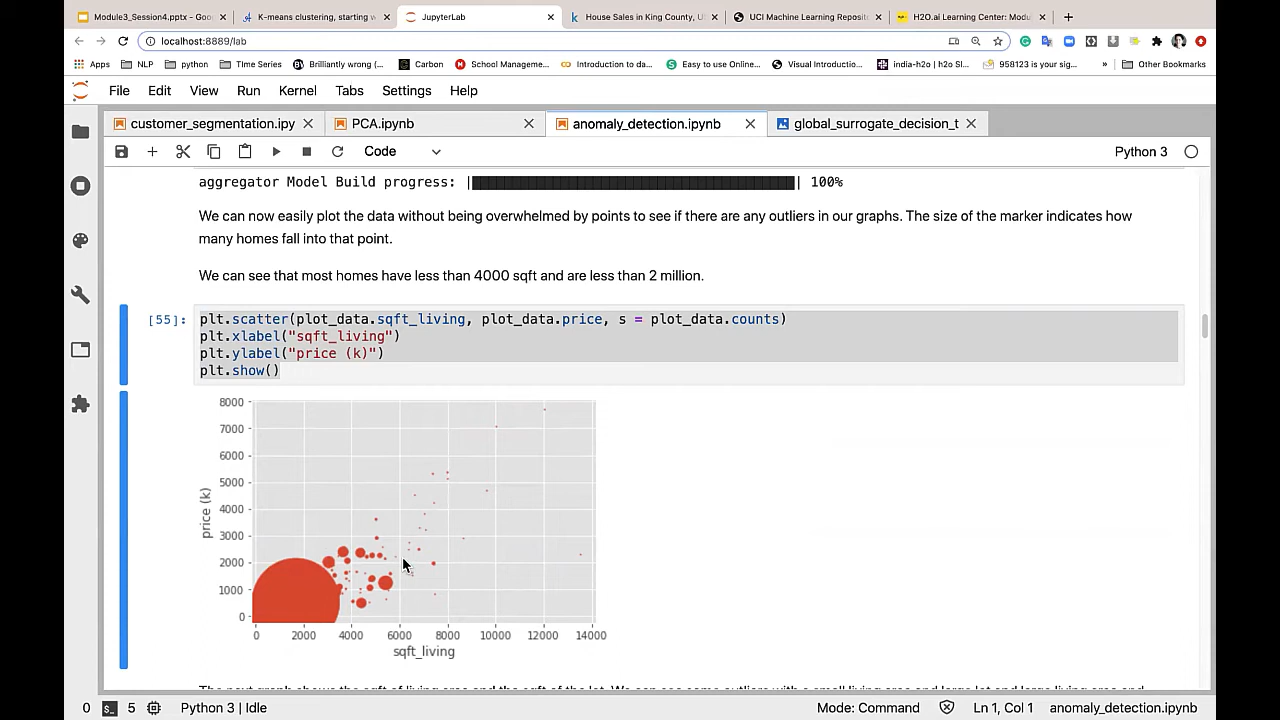 Module3_Session4.pptx - Goo
K-means clustering, starting w
JupyterLab
House Sales in King County, U
UCI Machine Learning Reposit
H2O.ai Learning Center: Modu
localhost:8889/lab
Apps
NLP
python
TIme Series
Brilliantly wrong (...
Carbon
School Manageme...
Introduction to da...
Easy to use Online...
Visual Introductio...
india-h2o | h2o Sl...
958123 is your sig...
»
Other Bookmarks
File Edit View Run Kernel Tabs Settings Help
customer_segmentation.ipy
PCA.ipynb
anomaly_detection.ipynb
global_surrogate_decision_t
Code
Python 3
aggregator Model Build progress: | | 100%
We can now easily plot the data without being overwhelmed by points to see if there are any outliers in our graphs. The size of the marker indicates how
many homes fall into that point.
We can see that most homes have less than 4000 sqft and are less than 2 million.
[55]: plt.scatter(plot_data.sqft_living, plot_data.price, s = plot_data.counts)
plt.xlabel("sqft_living")
plt.ylabel("price (k)")
plt.show()
8000
7000
6000
5000
4000
3000
2000
1000
0
price (k)
0 2000 4000 6000 8000 10000 12000 14000
sqft_living
0
5
Python 3 | Idle
Mode: Command
Ln 1, Col 1
anomaly_detection.ipynb